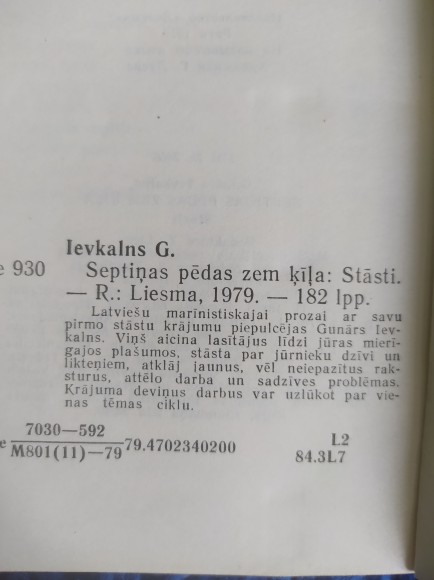 Ievkalns G.
e 930 Septiņas pēdas zem ķīļa: Stāsti.
— R.: Liesma, 1979. — 182 lpp.
Latviešu marīnistiskajai prozai ar savu
pirmo stāstu krājumu piepulcējas Gunārs Iev-
kalns. Viņš aicina lasītājus līdzi jūras mierī-
gajos plašumos, stāsta par jūrnieku dzīvi un
likteņiem, atklāj jaunus, vēl neiepazītus rak-
sturus, attēlo darba un sadzīves problēmas.
Krājuma deviņus darbus var uzlūkot par vie-
nas tēmas ciklu.
7030—592
e M801(11)—79 79.4702340200
L2
84.3L7